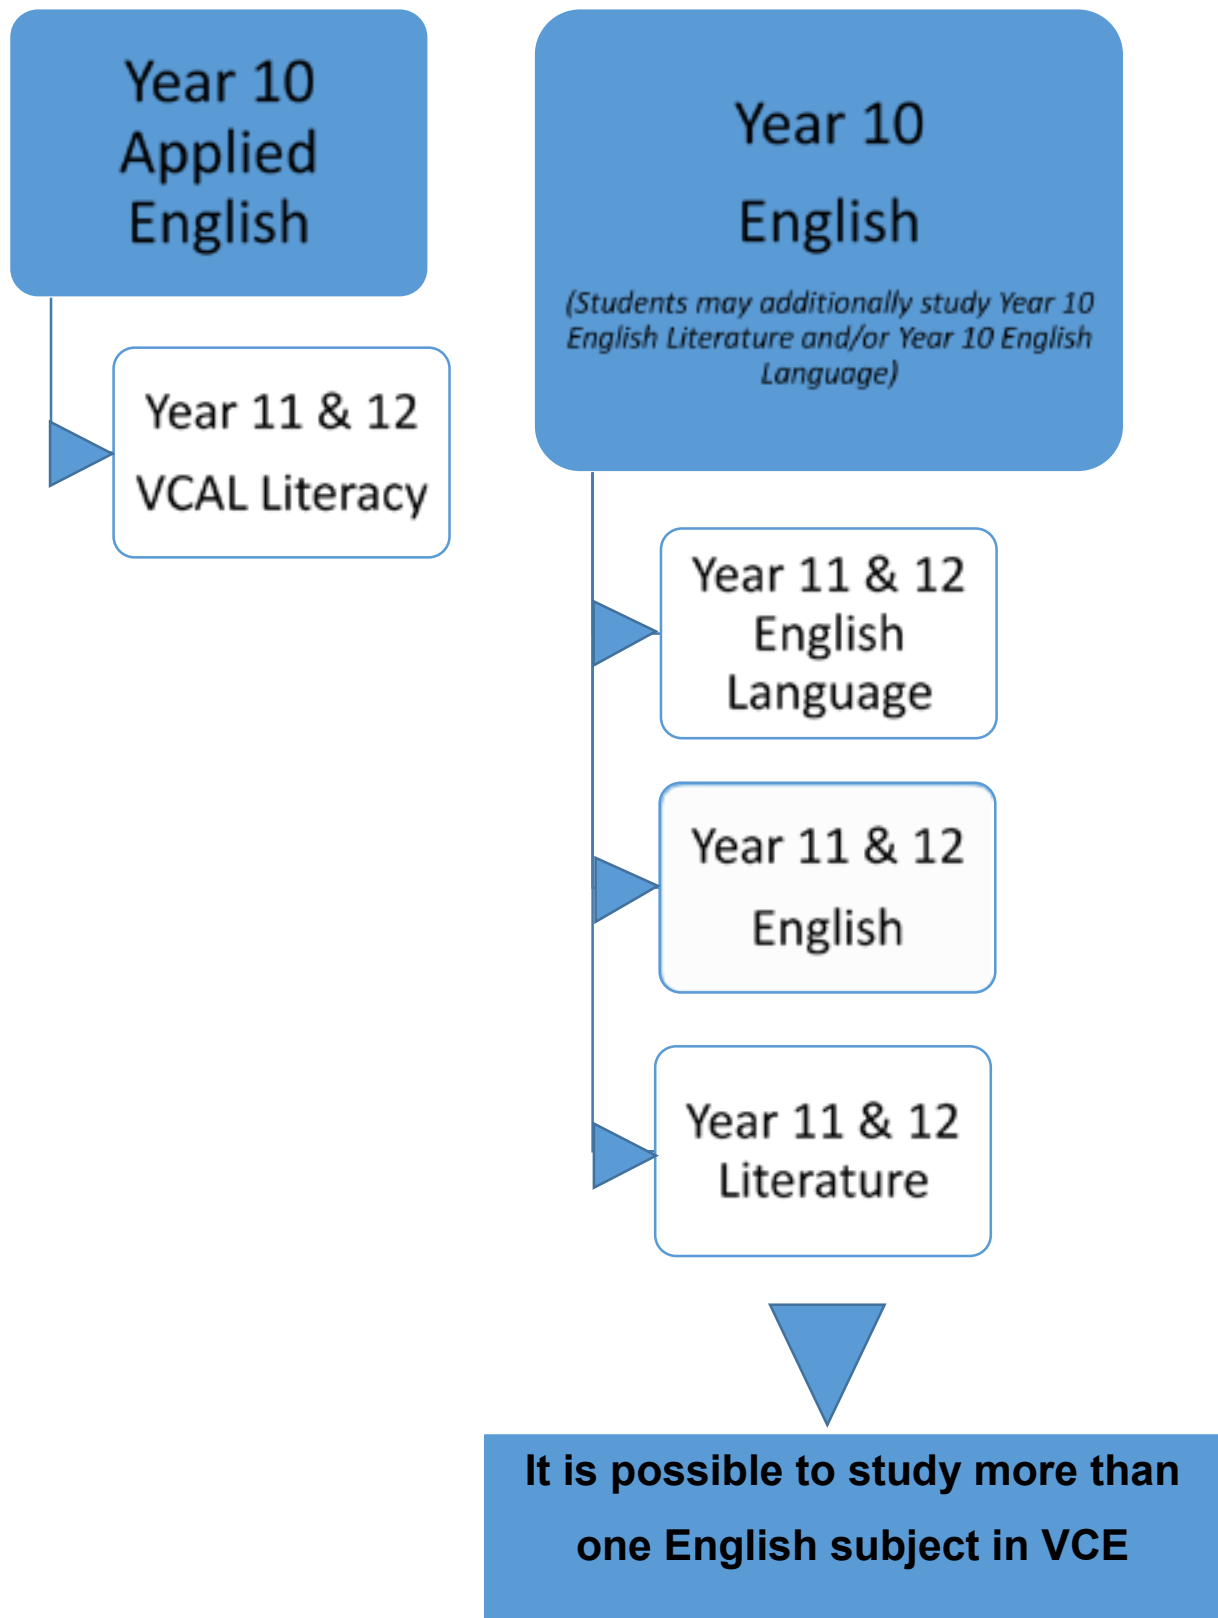 Year 10
Applied
English
Year 11 & 12
VCAL Literacy
Year 10
English
(Students may additionally study Year 10
English Literature and/or Year 10 English
Language)
Year 11 & 12
English
Language
Year 11 & 12
English
Year 11 & 12
Literature
It is possible to study more than
one English subject in VCE